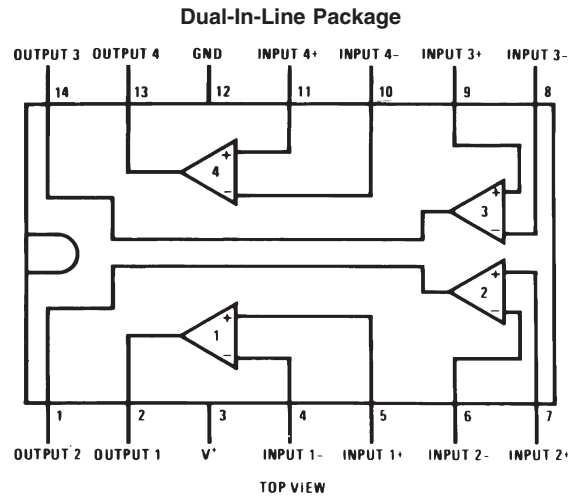 Dual-In-Line Package
OUTPUT 3 OUTPUT 4 GND INPUT 4+ INPUT 4- INPUT 3+ INPUT 3-
14 13 12 11 10 9 8
+
4
-
+
3
-
+
2
-
+
1
-
1 2 3 4 5 6 7
OUTPUT 2 OUTPUT 1 V+ INPUT 1- INPUT 1+ INPUT 2- INPUT 2+
TOP VIEW